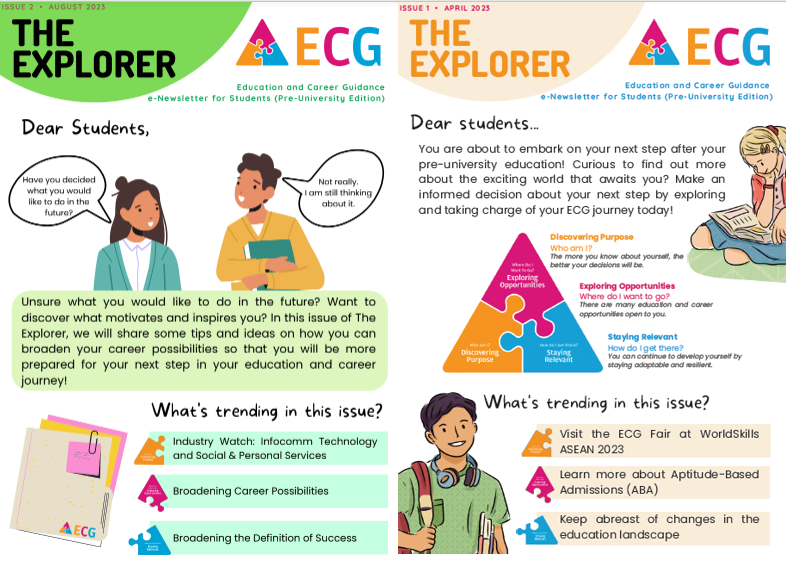 ISSUE 2 • AUGUST 2023
THE
EXPLORER
ECG
Education and Career Guidance
e-Newsletter for Students (Pre-University Edition)
Dear Students,
Have you decided
what you would
like to do in the
future?
Not really,
I am still thinking
about it.
Unsure what you would like to do in the future? Want to
discover what motivates and inspires you? In this issue of The
Explorer, we will share some tips and ideas on how you can
broaden your career possibilities so that you will be more
prepared for your next step in your education and career
journey!
What's trending in this issue?
Industry Watch: Infocomm Technology
and Social & Personal Services
Broadening Career Possibilities
Broadening the Definition of Success
ECG
ISSUE 1 • APRIL 2023
THE
EXPLORER
ECG
Education and Career Guidance
e-Newsletter for Students (Pre-University Edition)
Dear students...
You are about to embark on your next step after your
pre-university education! Curious to find out more
about the exciting world that awaits you? Make an
informed decision about your next step by exploring
and taking charge of your ECG journey today!
Where Do I
Want To Go?
Exploring
Opportunities
Who Am I?
Discovering
Purpose
How Do I Get There?
Staying
Relevant
Discovering Purpose
Who am I?
The more you know about yourself, the
better your decisions will be.
Exploring Opportunities
Where do I want to go?
There are many education and career
opportunities open to you.
Staying Relevant
How do I get there?
You can continue to develop yourself by
staying adaptable and resilient.
What's trending in this issue?
Visit the ECG Fair at WorldSkills
ASEAN 2023
Learn more about Aptitude-Based
Admissions (ABA)
Keep abreast of changes in the
education landscape